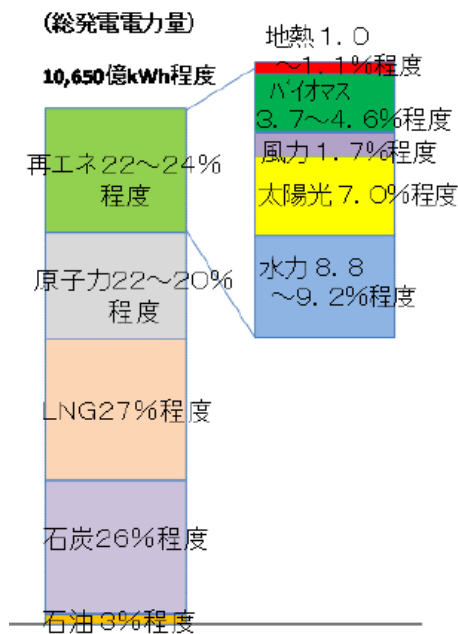 (総発電電力量)
10,650億kWh程度
再エネ22～24%
程度
原子力22～20%
程度
LNG27%程度
石炭26%程度
石油3%程度
地熱1.0
～1.1%程度
バイオマス
3.7～4.6%程度
風力1.7%程度
太陽光7.0%程度
水力8.8
～9.2%程度